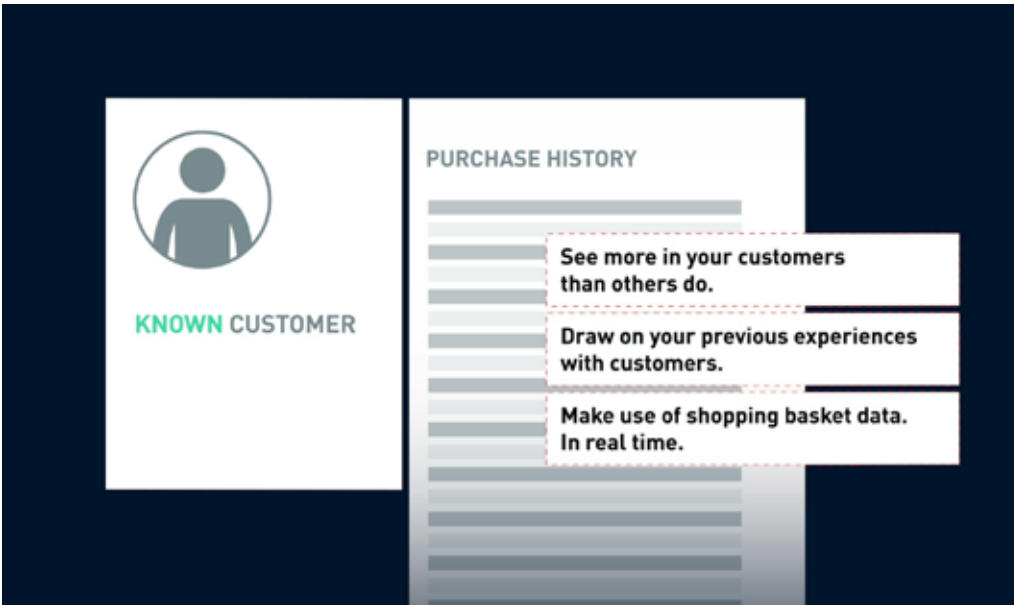 KNOWN CUSTOMER
PURCHASE HISTORY
See more in your customers
than others do.
Draw on your previous experiences
with customers.
Make use of shopping basket data.
In real time.